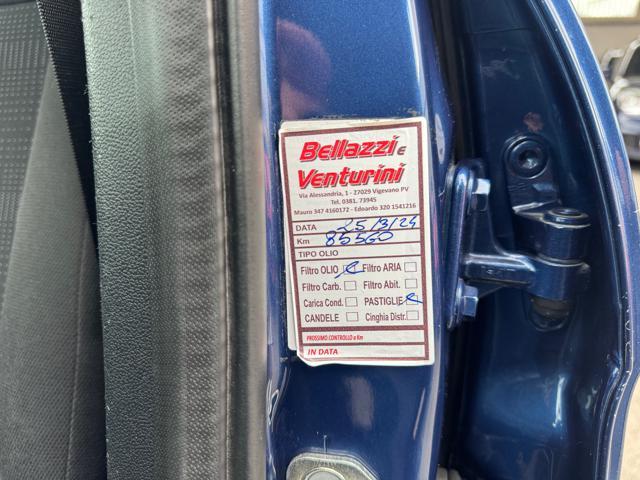 Bellazzi e
Venturini
Via Alessandria, 1 - 27029 Vigevano PV
Tel. 0381. 73945
Mauro 347 4160172 - Edoardo 320 1541216
DATA 25/3/24
Km 85560
TIPO OLIO
Filtro OLIO Filtro ARIA
Filtro Carb. Filtro Abit.
Carica Cond. PASTIGLIE
CANDELE Cinghia Distr.
PROSSIMO CONTROLLO a Km
IN DATA